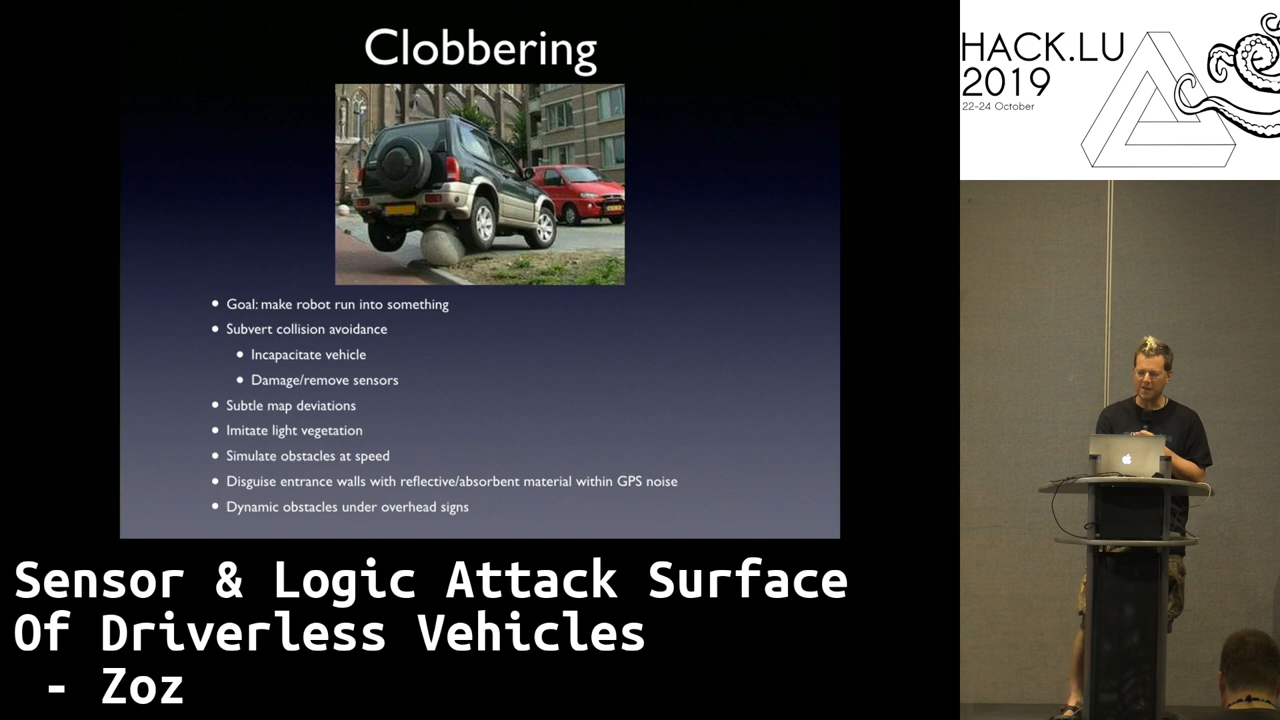 Clobbering
Goal: make robot run into something
Subvert collision avoidance
Incapacitate vehicle
Damage/remove sensors
Subtle map deviations
Imitate light vegetation
Simulate obstacles at speed
Disguise entrance walls with reflective/absorbent material within GPS noise
Dynamic obstacles under overhead signs
Sensor & Logic Attack Surface
Of Driverless Vehicles
- Zoz
HACK.LU
2019
22-24 October